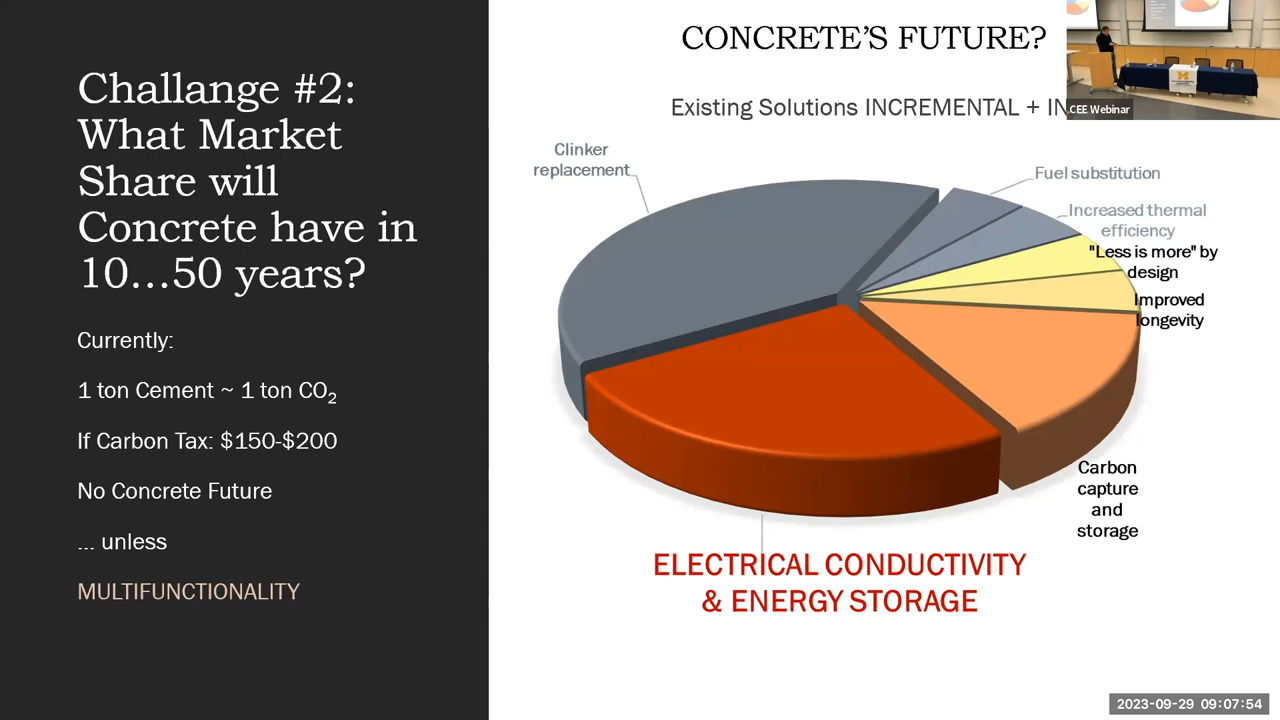 Challange #2:
What Market
Share will
Concrete have in
10...50 years?
Currently:
1 ton Cement ~ 1 ton CO₂
If Carbon Tax: $150-$200
No Concrete Future
... unless
MULTIFUNCTIONALITY
CONCRETE'S FUTURE?
Existing Solutions INCREMENTAL + IN
CEE Webinar
Clinker
replacement
Fuel substitution
Increased thermal
efficiency
"Less is more" by
design
Improved
longevity
Carbon
capture
and
storage
ELECTRICAL CONDUCTIVITY
& ENERGY STORAGE
2023-09-29 09:07:54